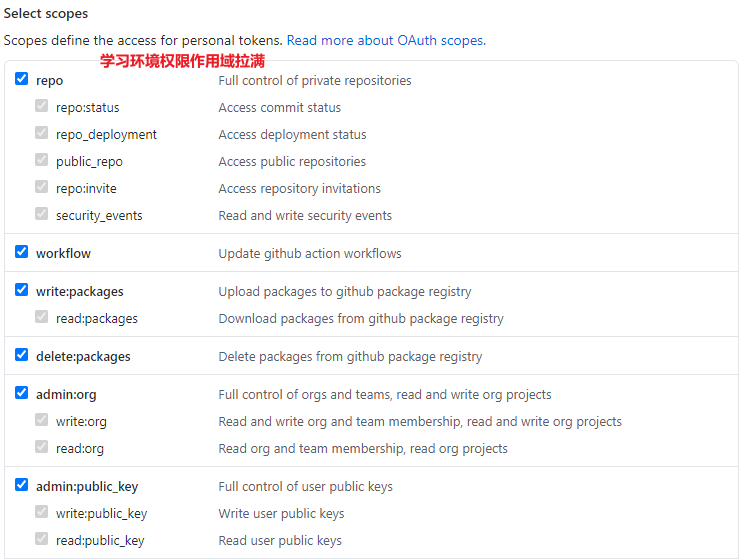 Select scopes
Scopes define the access for personal tokens. Read more about OAuth scopes.
学习环境权限作用域拉满
repo Full control of private repositories
repo:status Access commit status
repo_deployment Access deployment status
public_repo Access public repositories
repo:invite Access repository invitations
security_events Read and write security events
workflow Update github action workflows
write:packages Upload packages to github package registry
read:packages Download packages from github package registry
delete:packages Delete packages from github package registry
admin:org Full control of orgs and teams, read and write org projects
write:org Read and write org and team membership, read and write org projects
read:org Read org and team membership, read org projects
admin:public_key Full control of user public keys
write:public_key Write user public keys
read:public_key Read user public keys